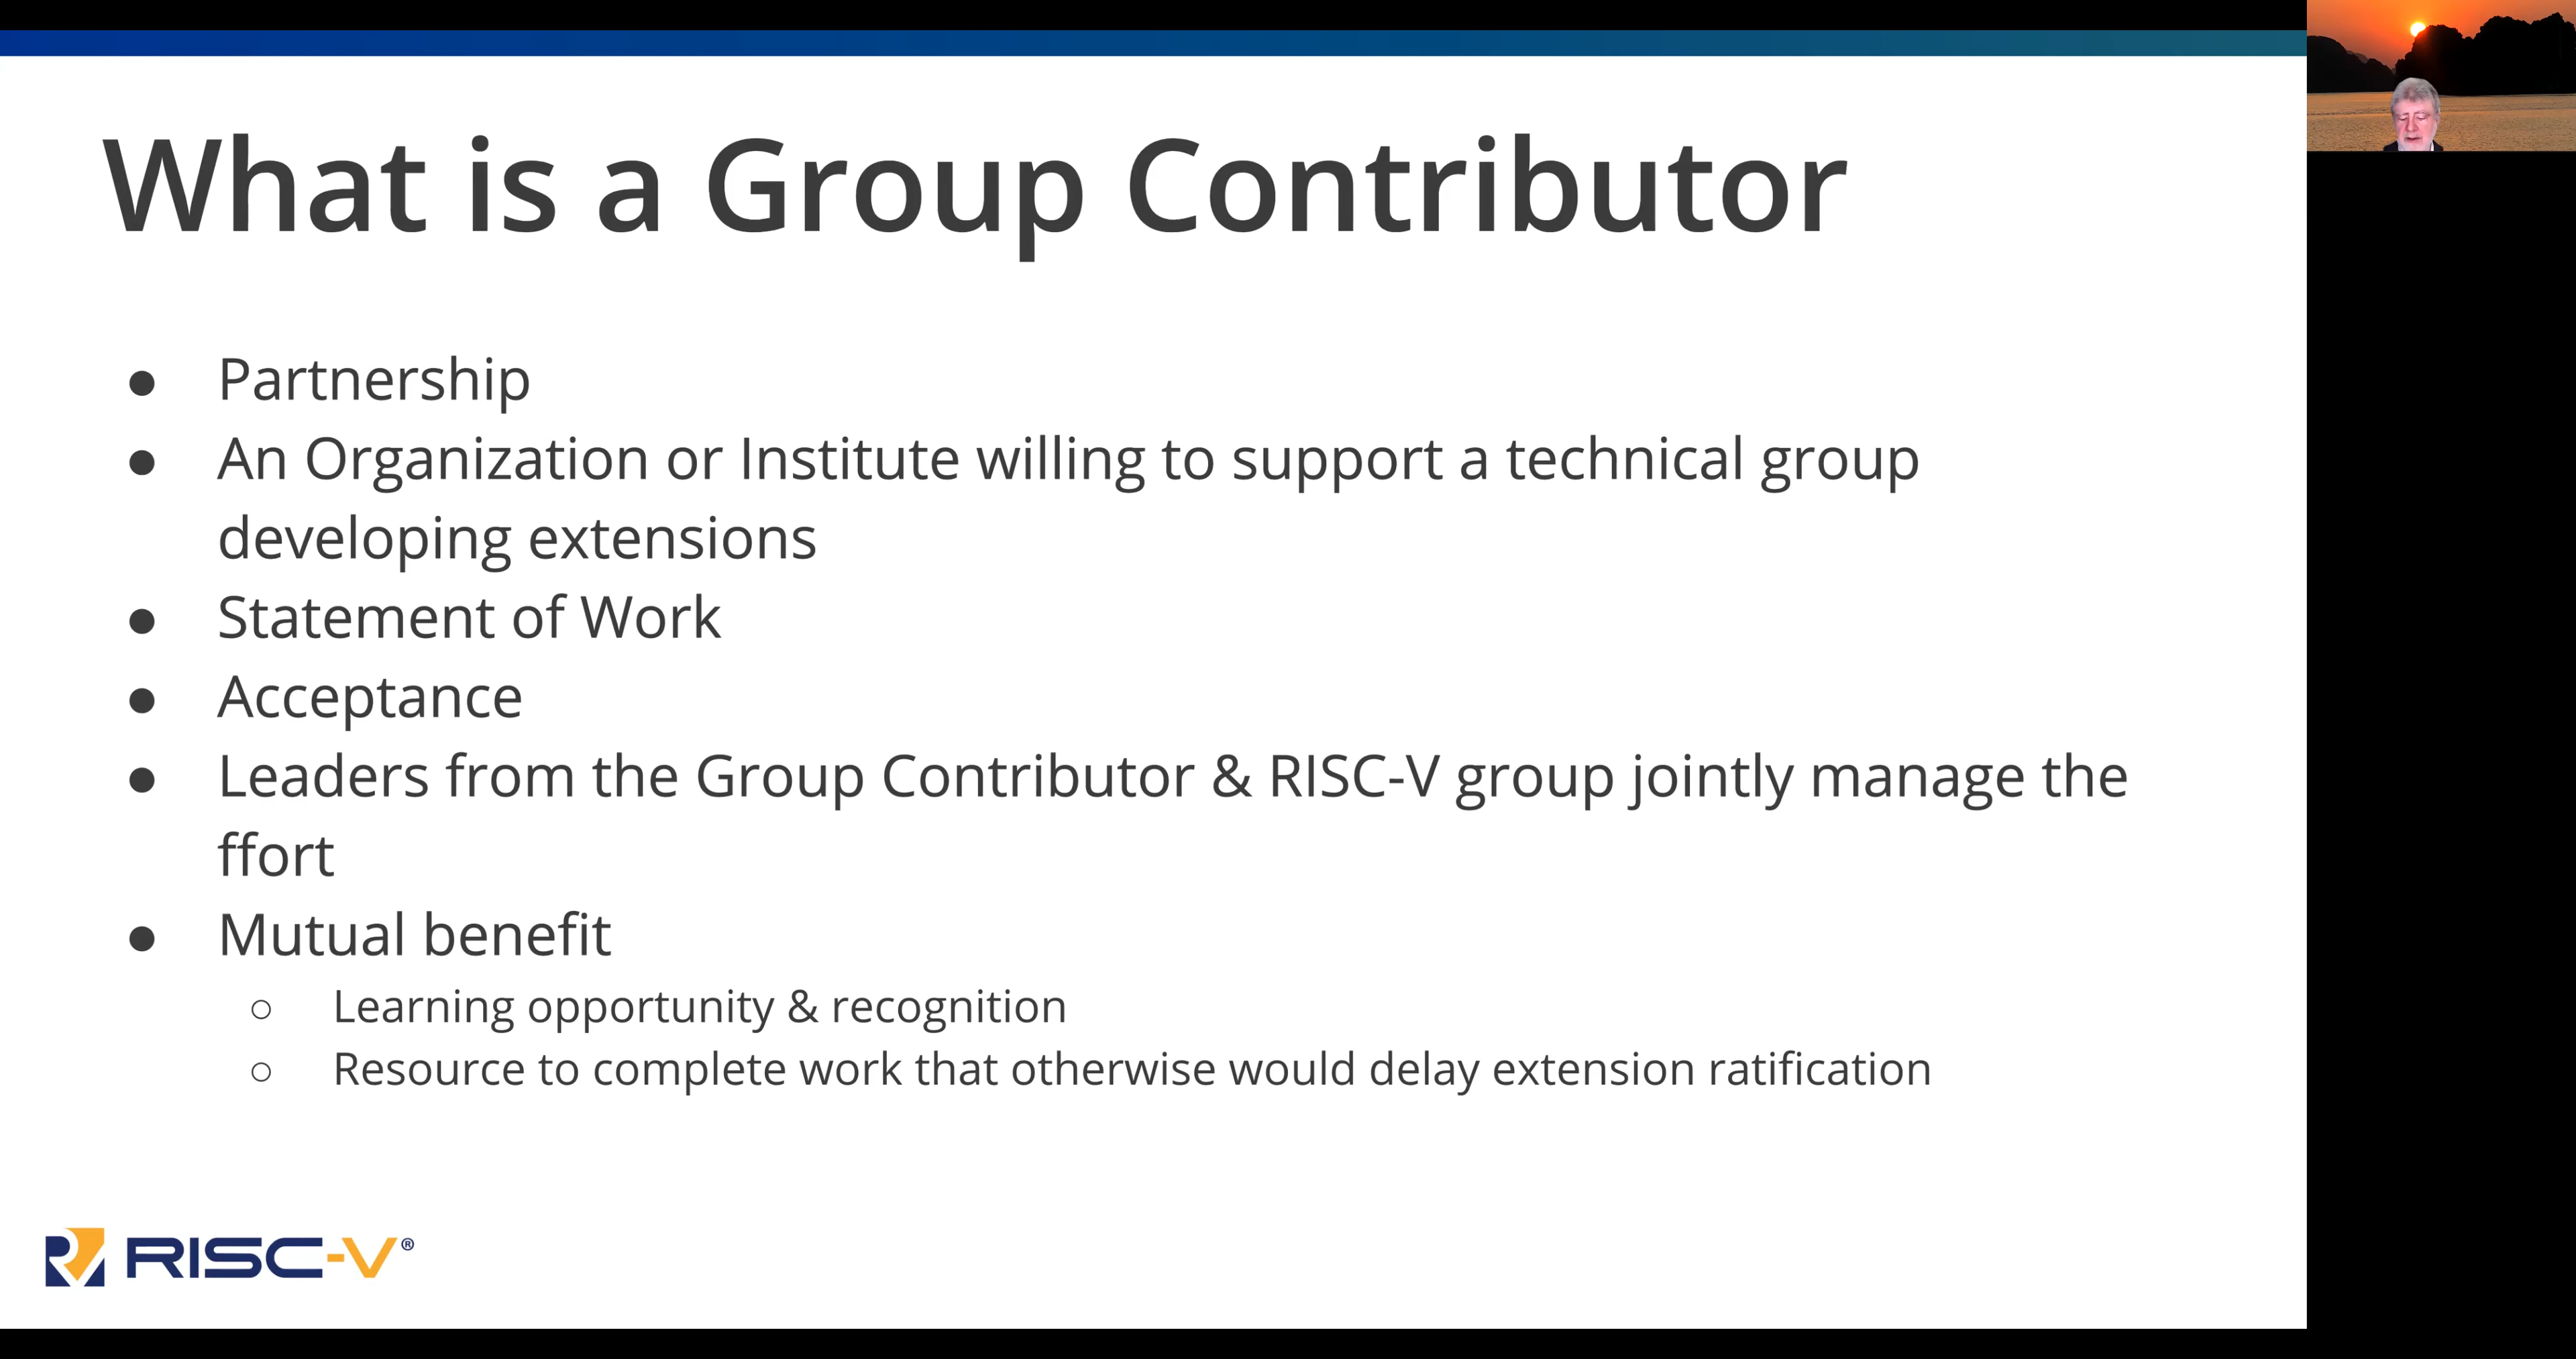 What is a Group Contributor
● Partnership
● An Organization or Institute willing to support a technical group
developing extensions
● Statement of Work
● Acceptance
● Leaders from the Group Contributor & RISC-V group jointly manage the
ffort
● Mutual benefit
○ Learning opportunity & recognition
○ Resource to complete work that otherwise would delay extension ratification
RISC-V®